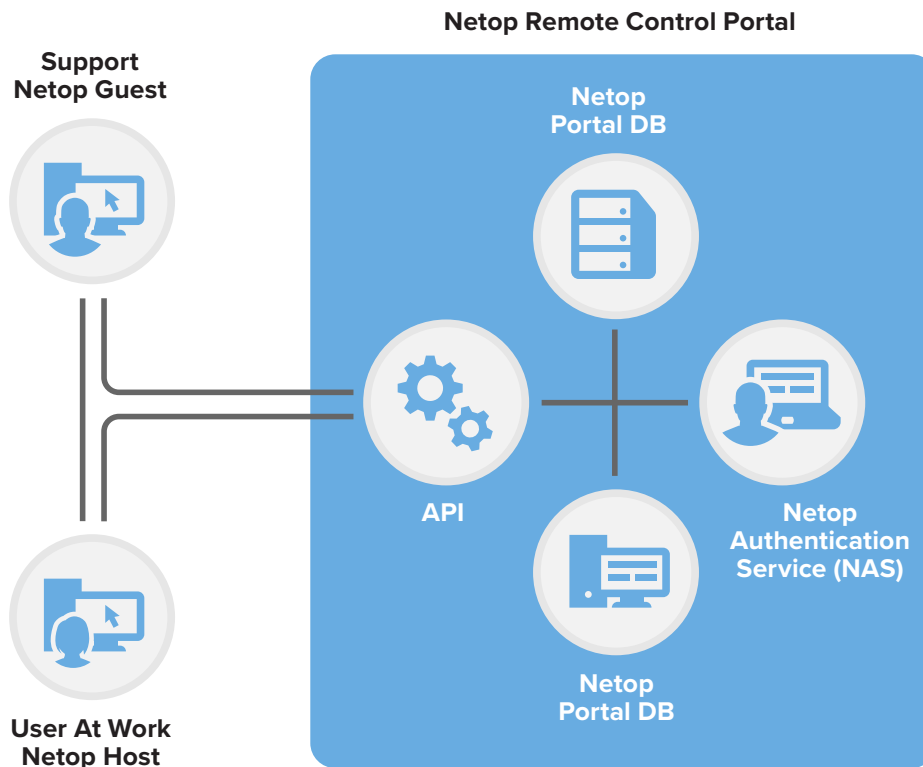 Netop Remote Control Portal
Support
Netop Guest
Netop
Portal DB
API
Netop
Authentication
Service (NAS)
Netop
Portal DB
User At Work
Netop Host